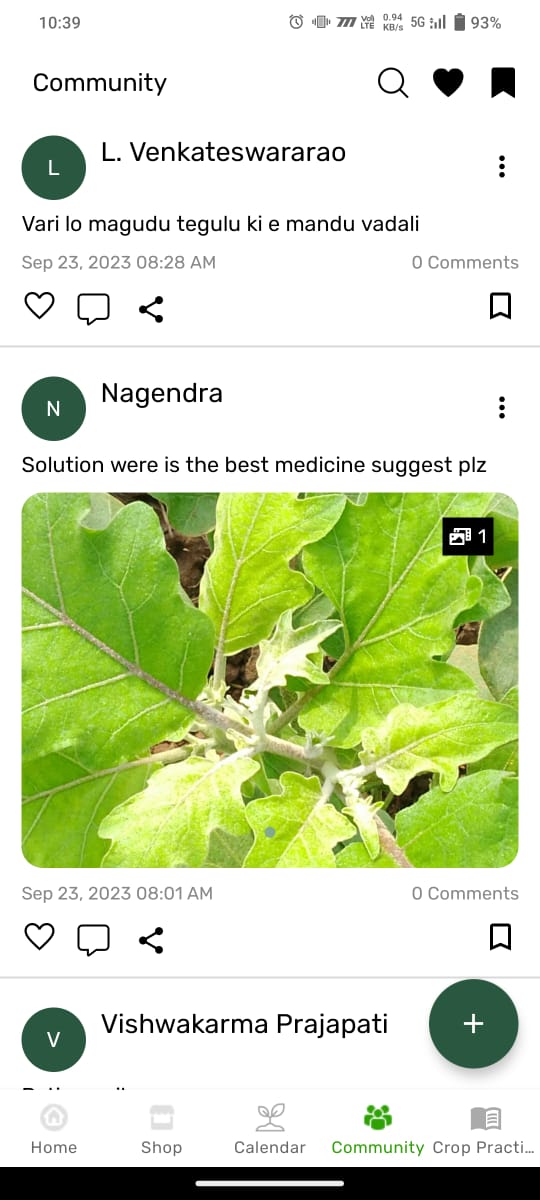 10:39
Vo))
LTE
0.94
KB/s
5G
93%
Community
L
L. Venkateswararao
Vari lo magudu tegulu ki e mandu vadali
Sep 23, 2023 08:28 AM
0 Comments
N
Nagendra
Solution were is the best medicine suggest plz
1
Sep 23, 2023 08:01 AM
0 Comments
V
Vishwakarma Prajapati
+
Home
Shop
Calendar
Community
Crop Practi...